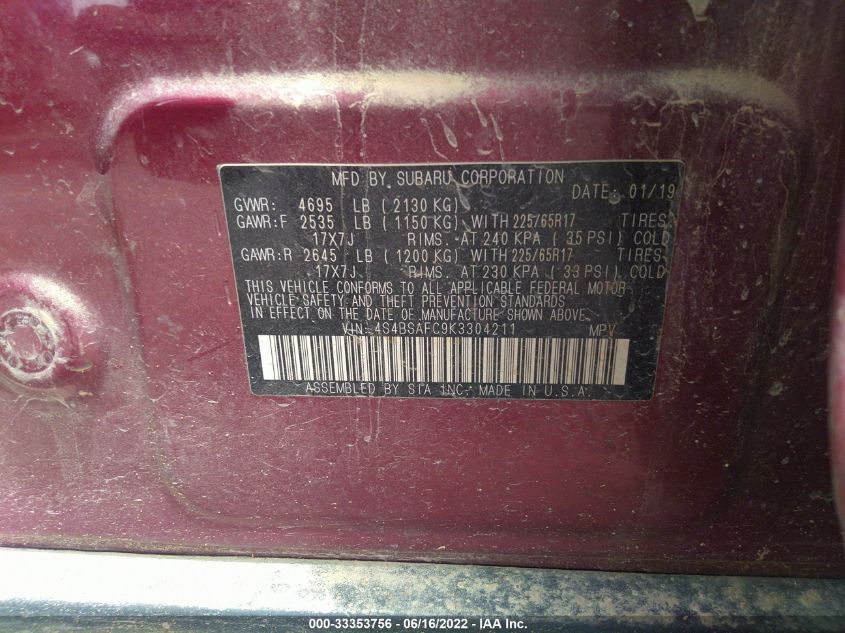 MFD BY SUBARU CORPORATION
DATE: 01/19
GVWR: 4695 LB ( 2130 KG)
GAWR:F 2535 LB ( 1150 KG) WITH 225/65R17 TIRES
17X7J RIMS. AT 240 KPA ( 35 PSI) COLD
GAWR:R 2645 LB ( 1200 KG) WITH 225/65R17 TIRES
17X7J RIMS. AT 230 KPA ( 33 PSI) COLD
THIS VEHICLE CONFORMS TO ALL APPLICABLE FEDERAL MOTOR
VEHICLE SAFETY AND THEFT PREVENTION STANDARDS
IN EFFECT ON THE DATE OF MANUFACTURE SHOWN ABOVE
VIN: 4S4BSAFC9K3304211 MPV
ASSEMBLED BY SIA INC. MADE IN U.S.A.
000-33353756 - 06/16/2022 - IAA Inc.